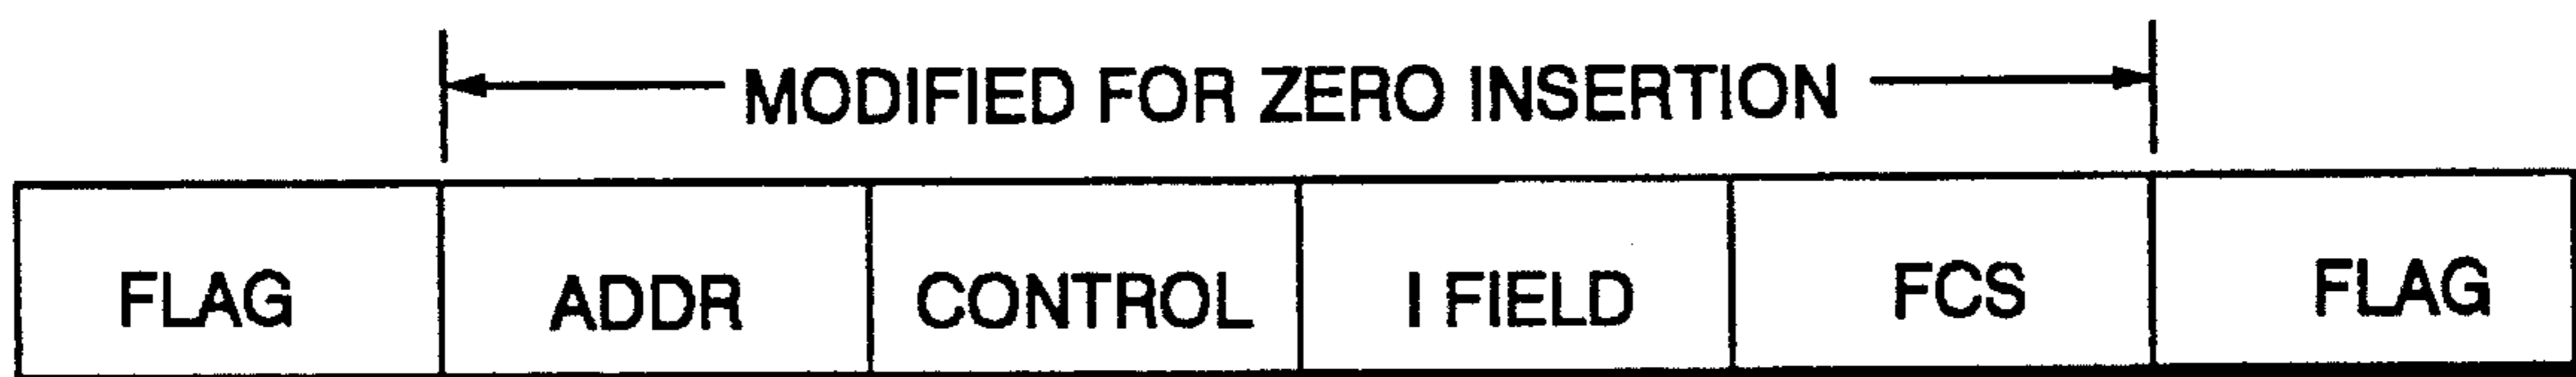 MODIFIED FOR ZERO INSERTION
FLAG ADDR CONTROL I FIELD FCS FLAG